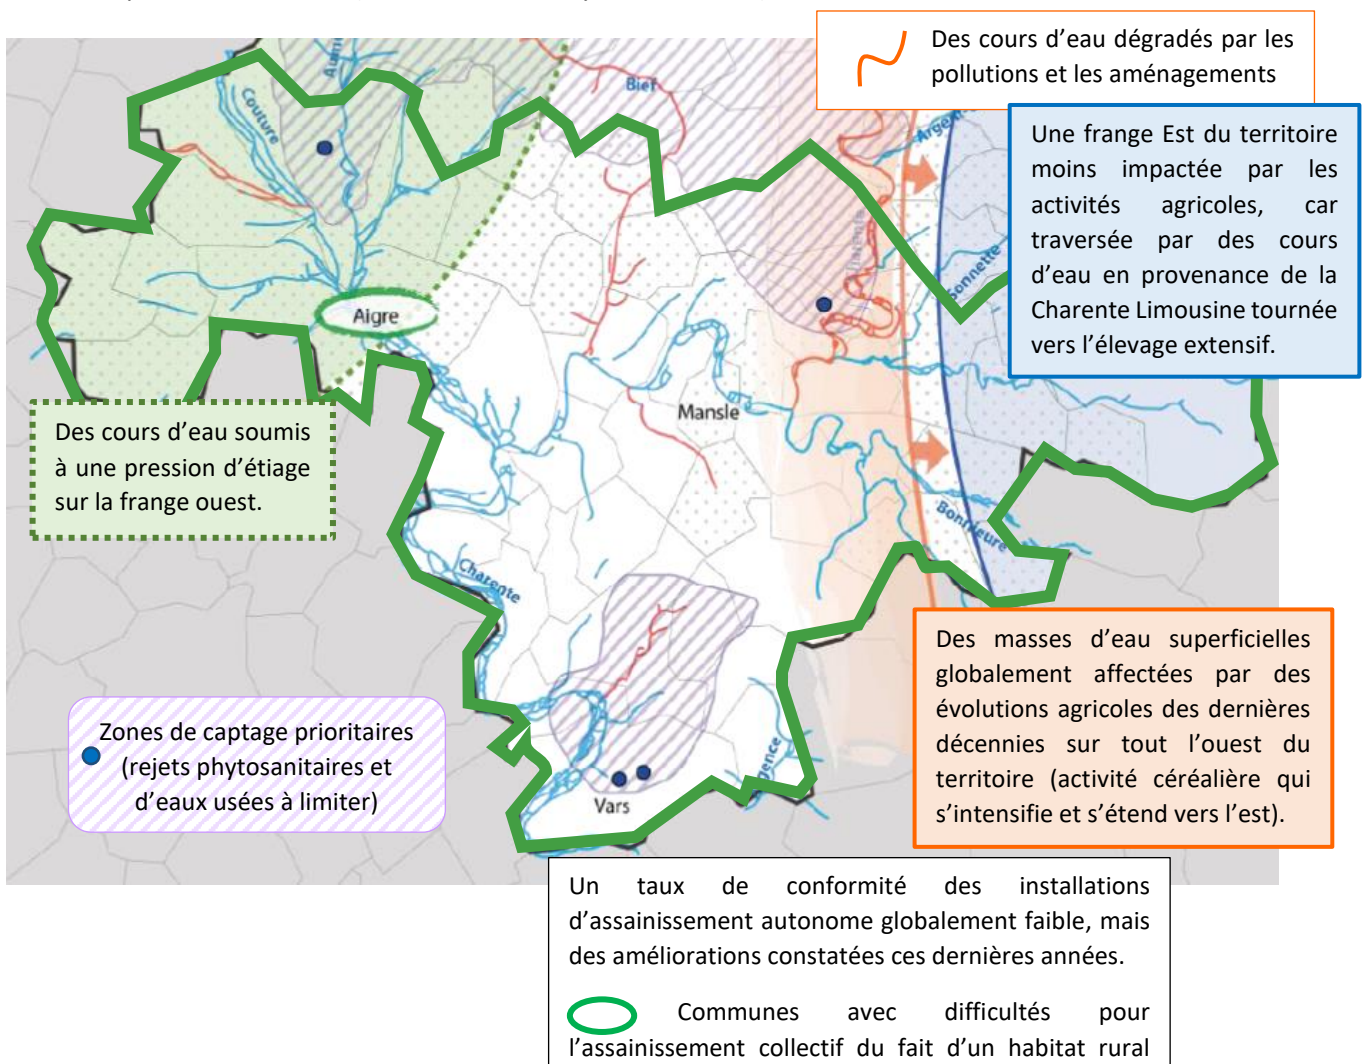 Des cours d'eau dégradés par les
pollutions et les aménagements
Une frange Est du territoire
moins impactée par les
activités agricoles, car
traversée par des cours
d'eau en provenance de la
Charente Limousine tournée
vers l'élevage extensif.
Couture
Bief
Sonnette
Aigre
Mansle
Des cours d'eau soumis
à une pression d'étiage
sur la frange ouest.
Bonnieure
Charente
Des masses d'eau superficielles
globalement affectées par des
évolutions agricoles des dernières
décennies sur tout l'ouest du
territoire (activité céréalière qui
s'intensifie et s'étend vers l'est).
Zones de captage prioritaires
(rejets phytosanitaires et
d'eaux usées à limiter)
Vars
Un taux de conformité des installations
d'assainissement autonome globalement faible, mais
des améliorations constatées ces dernières années.
Communes avec difficultés pour
l'assainissement collectif du fait d'un habitat rural